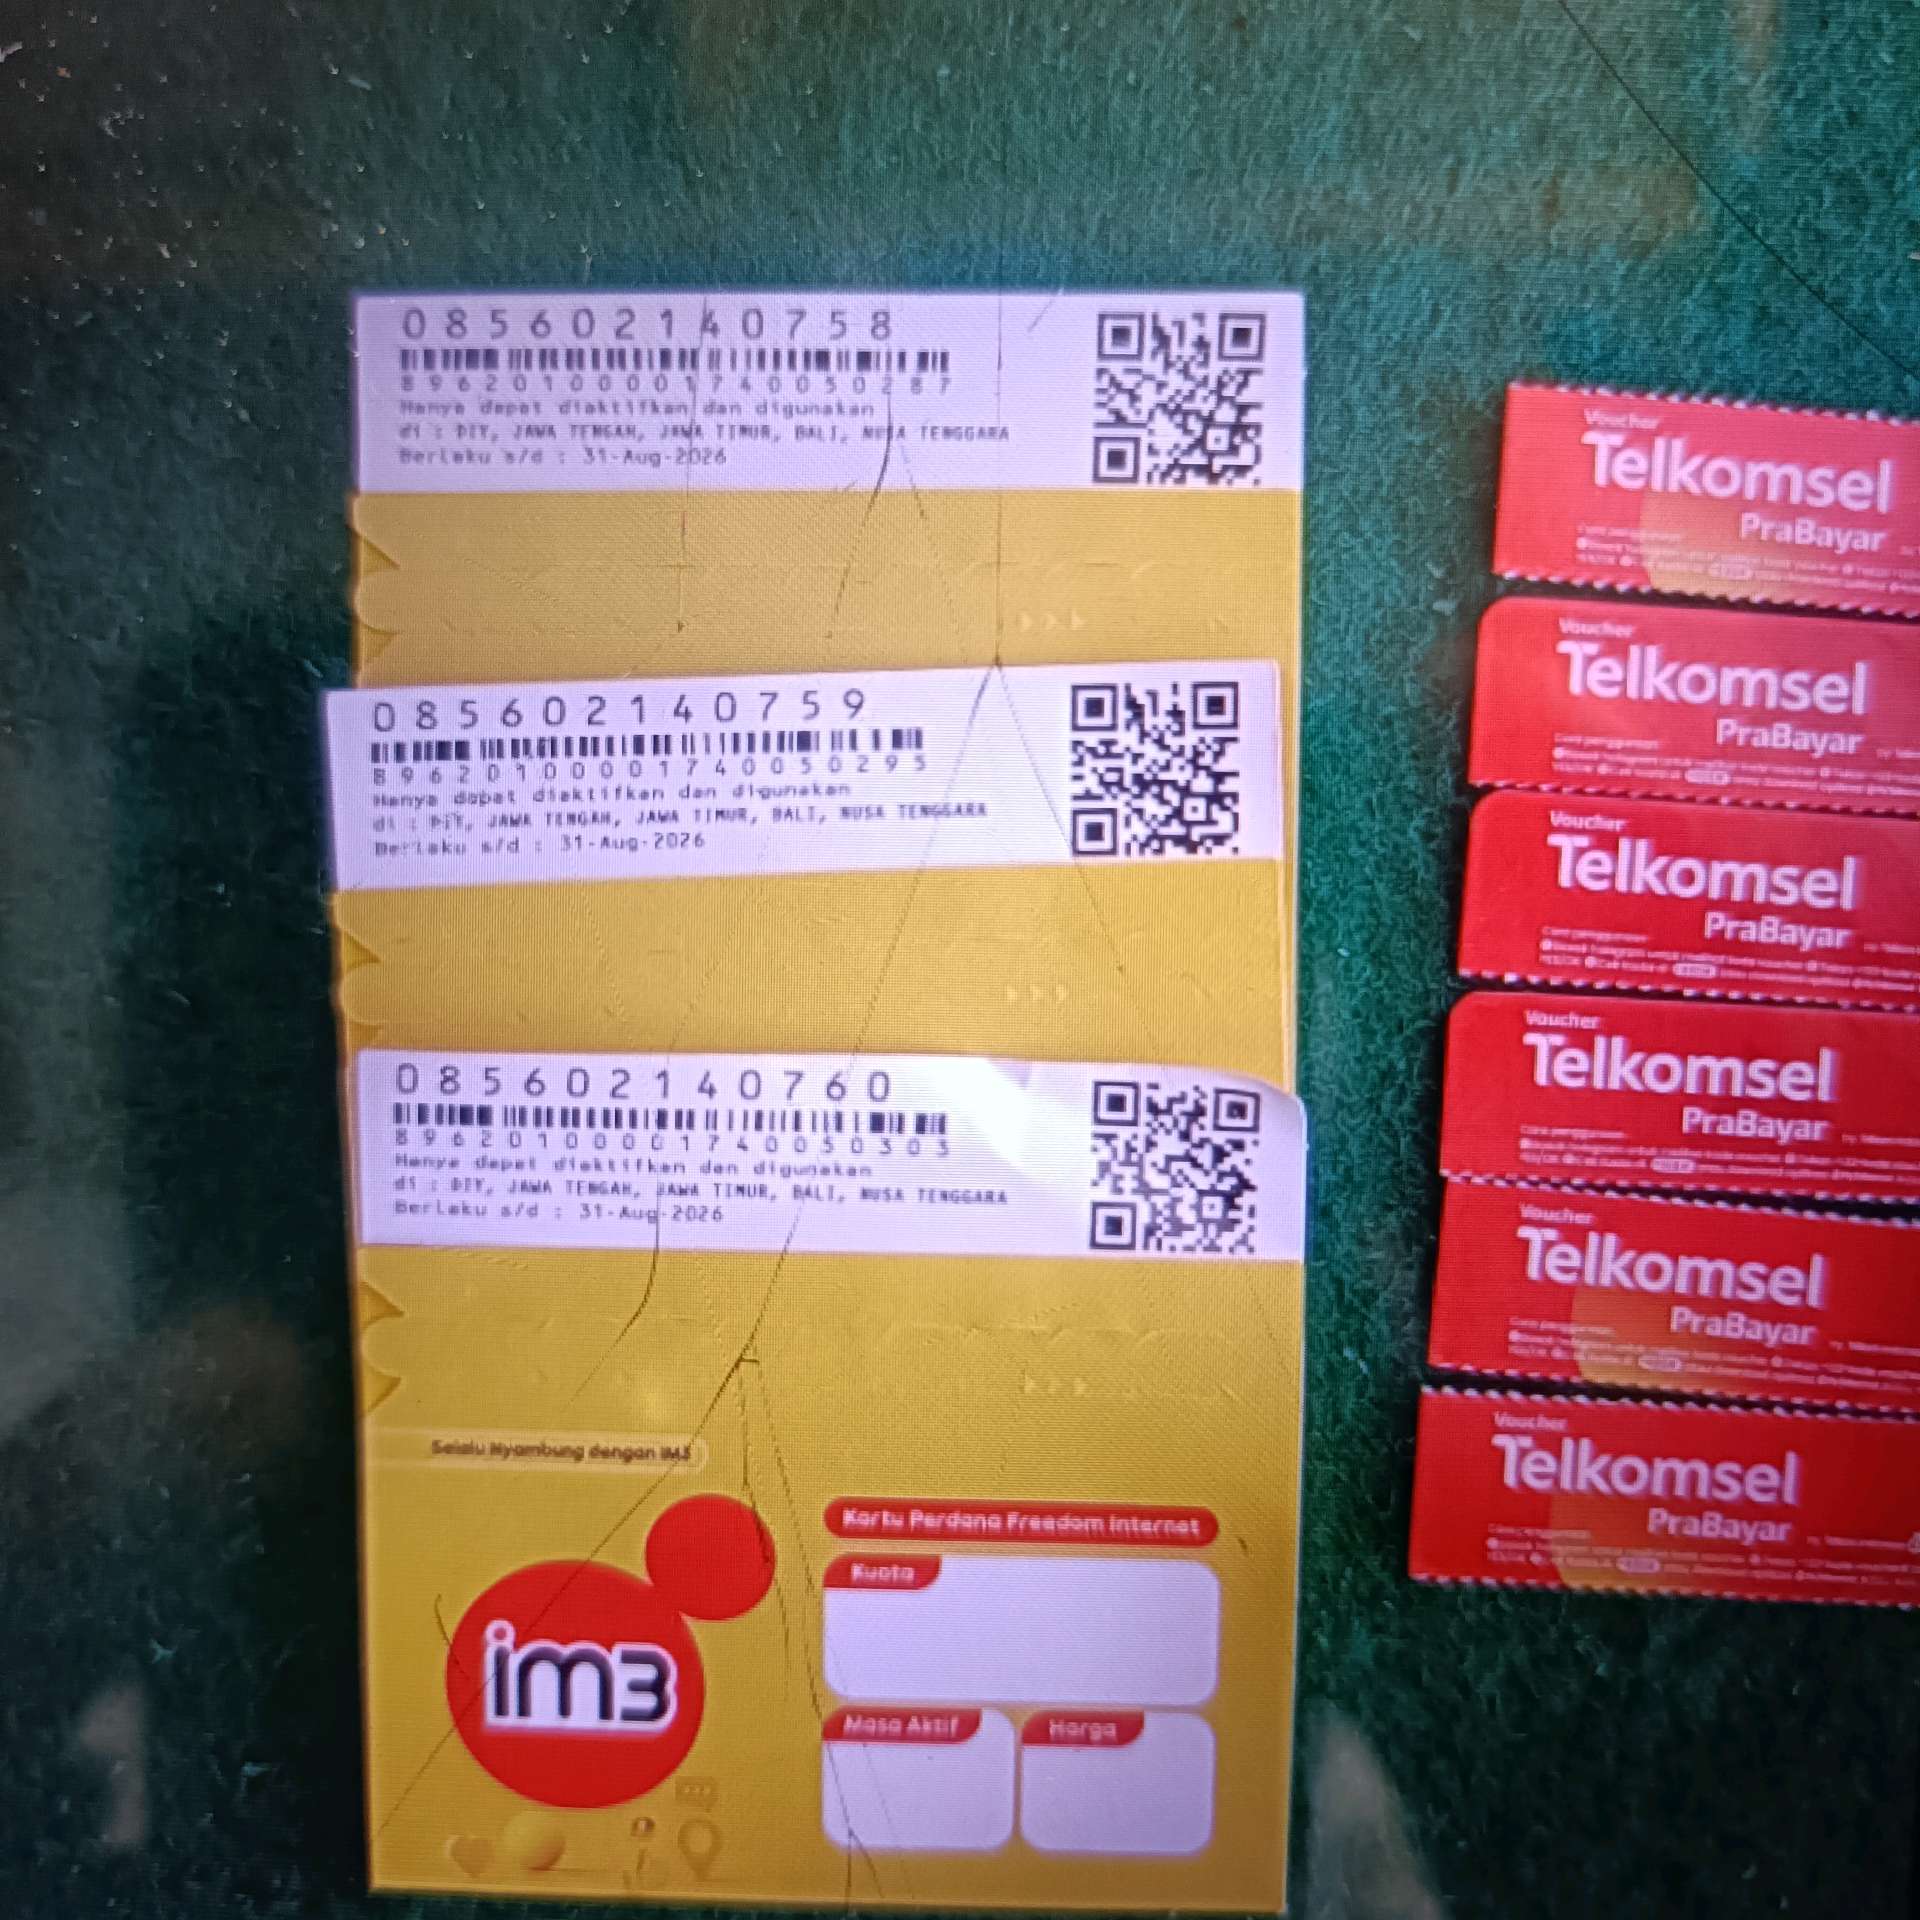 085602140758
8962010000174005028​7
Hanya dapat diaktifkan dan digunakan
di : DIY, JAWA TENGAH, JAWA TIMUR, BALI, NUSA TENGGARA
Berlaku s/d : 31-Aug-2026
085602140759
89620100001740050295
Hanya dapat diaktifkan dan digunakan
di : DIY, JAWA TENGAH, JAWA TIMUR, BALI, NUSA TENGGARA
Berlaku s/d : 31-Aug-2026
085602140760
89620100001740050303
Hanya dapat diaktifkan dan digunakan
di : DIY, JAWA TENGAH, JAWA TIMUR, BALI, NUSA TENGGARA
Berlaku s/d : 31-Aug-2026
Selalu Nyambung dengan IM3
im3
Kartu Perdana Freedom Internet
Kuota
Masa Aktif
Harga
Voucher
Telkomsel
PraBayar
Voucher
Telkomsel
PraBayar
Voucher
Telkomsel
PraBayar
Voucher
Telkomsel
PraBayar
Voucher
Telkomsel
PraBayar
Voucher
Telkomsel
PraBayar